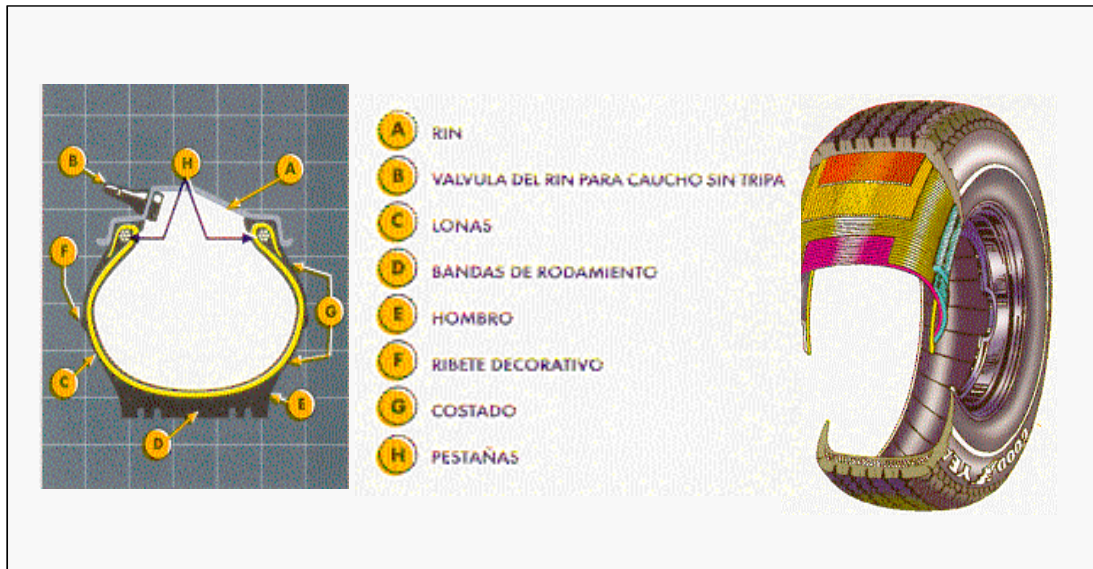 B
H
A
F
G
C
E
D
A RIN
B VALVULA DEL RIN PARA CAUCHO SIN TRIPA
C LONAS
D BANDAS DE RODAMIENTO
E HOMBRO
F RIBETE DECORATIVO
G COSTADO
H PESTAÑAS